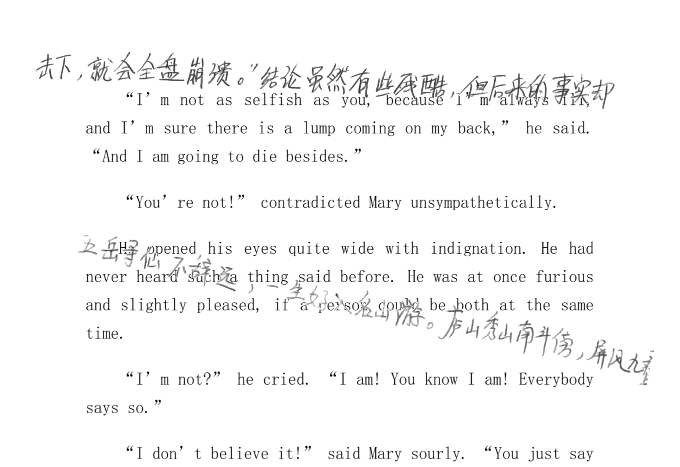 击下，就会全盘崩溃。”结论虽然有些残酷，但后来的事实却
“I’m not as selfish as you, because I’m always ill,
and I’m sure there is a lump coming on my back,” he said.
“And I am going to die besides.”
“You’re not!” contradicted Mary unsympathetically.
五岳寻仙不辞远，一生好入名山游。庐山秀出南斗傍，屏风九叠
He opened his eyes quite wide with indignation. He had
never heard such a thing said before. He was at once furious
and slightly pleased, if a person could be both at the same
time.
“I’m not?” he cried. “I am! You know I am! Everybody
says so.”
“I don’t believe it!” said Mary sourly. “You just say